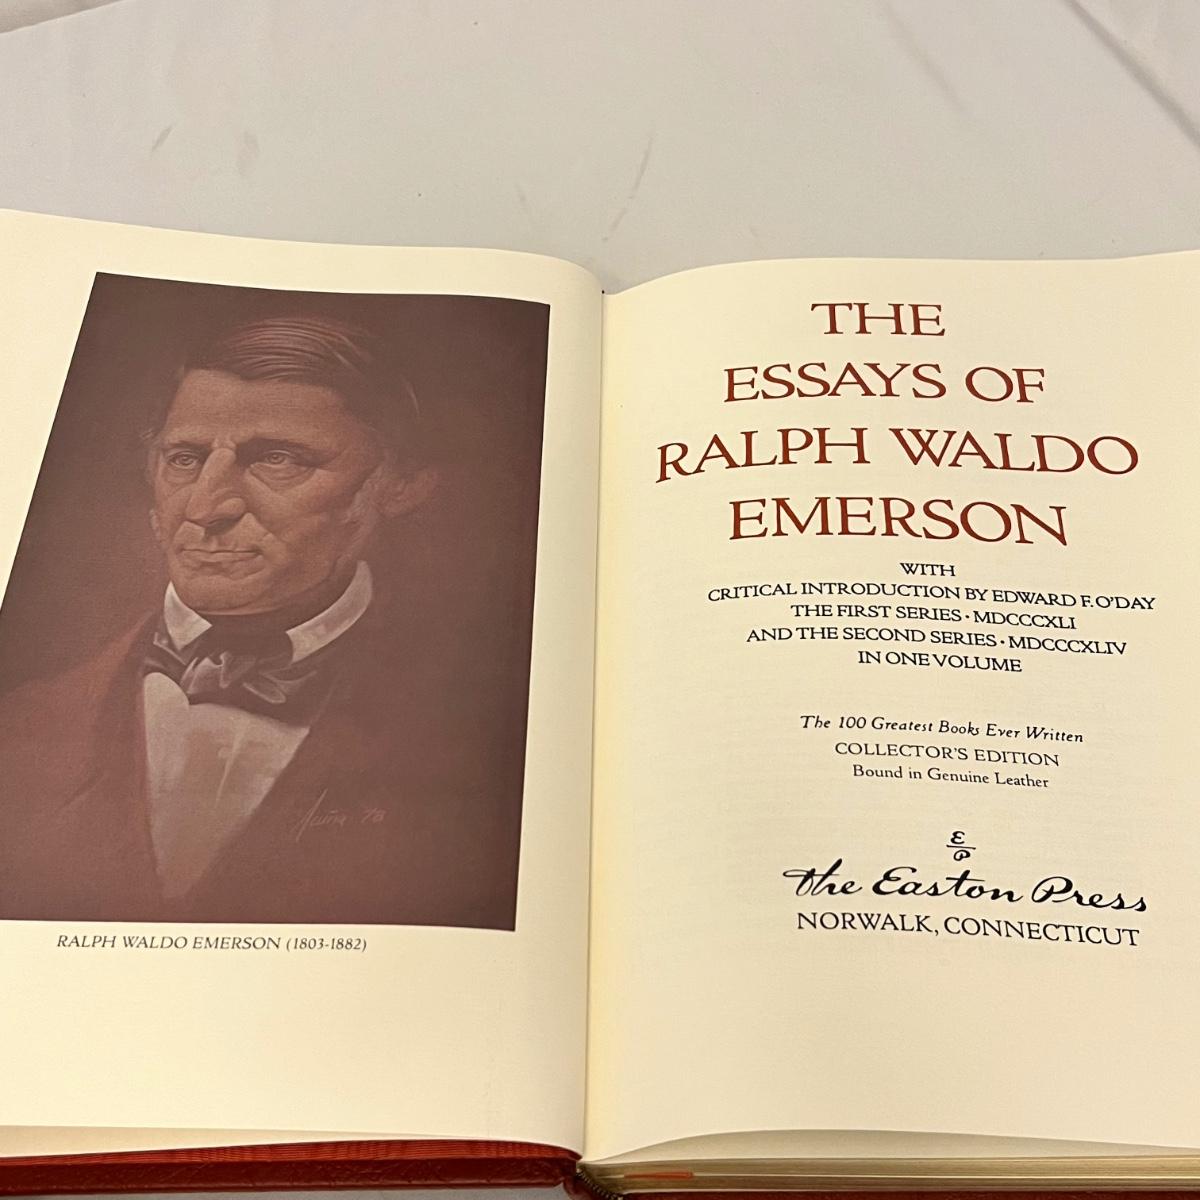 Acuña 78
RALPH WALDO EMERSON (1803-1882)
THE
ESSAYS OF
RALPH WALDO
EMERSON
WITH
CRITICAL INTRODUCTION BY EDWARD F. O'DAY
THE FIRST SERIES · MDCCCXLI
AND THE SECOND SERIES · MDCCCXLIV
IN ONE VOLUME
The 100 Greatest Books Ever Written
COLLECTOR'S EDITION
Bound in Genuine Leather
E
P
The Easton Press
NORWALK, CONNECTICUT